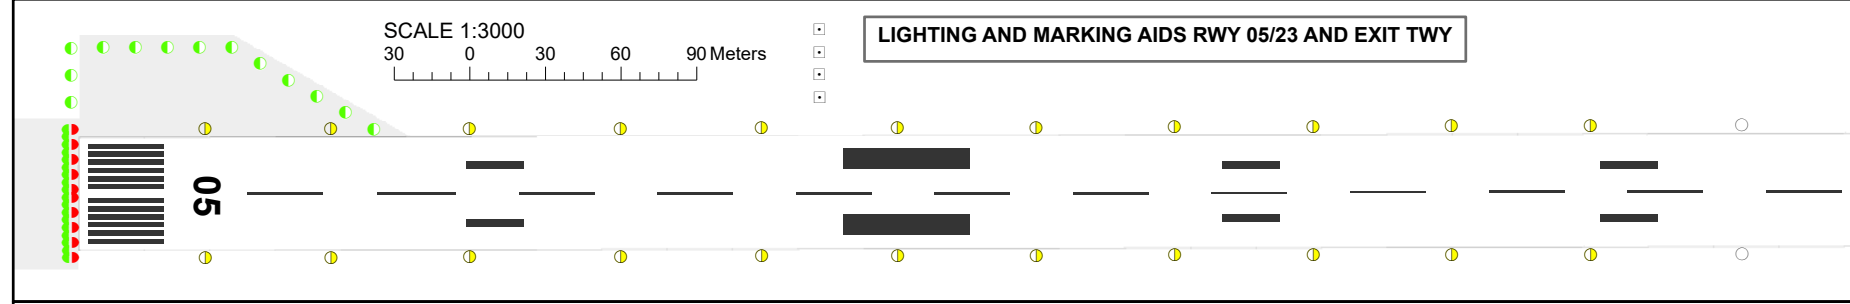 SCALE 1:3000
30 0 30 60 90 Meters
LIGHTING AND MARKING AIDS RWY 05/23 AND EXIT TWY
05